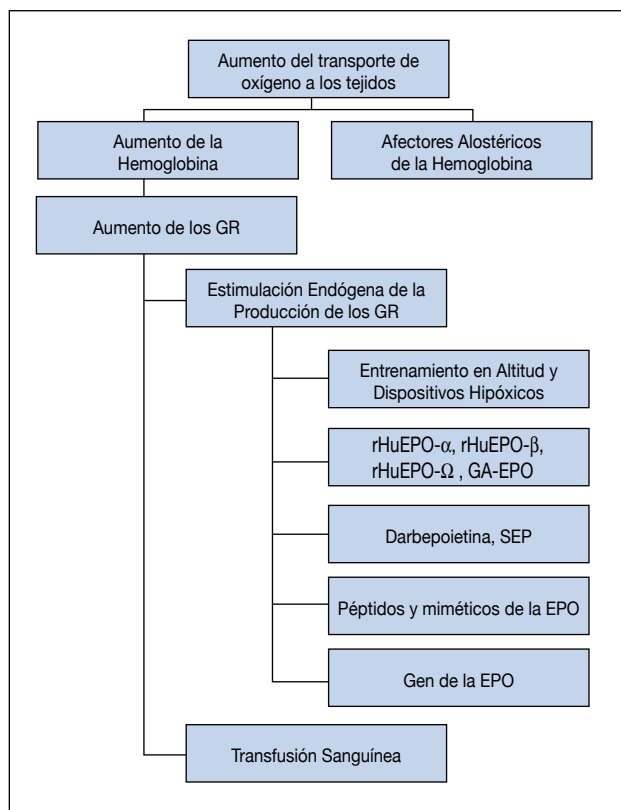 Aumento del transporte de
oxígeno a los tejidos
Aumento de la
Hemoglobina
Afectores Alostéricos
de la Hemoglobina
Aumento de los GR
Estimulación Endógena de la
Producción de los GR
Entrenamiento en Altitud y
Dispositivos Hipóxicos
rHuEPO-α, rHuEPO-β,
rHuEPO-Ω , GA-EPO
Darbepoietina, SEP
Péptidos y miméticos de la EPO
Gen de la EPO
Transfusión Sanguínea